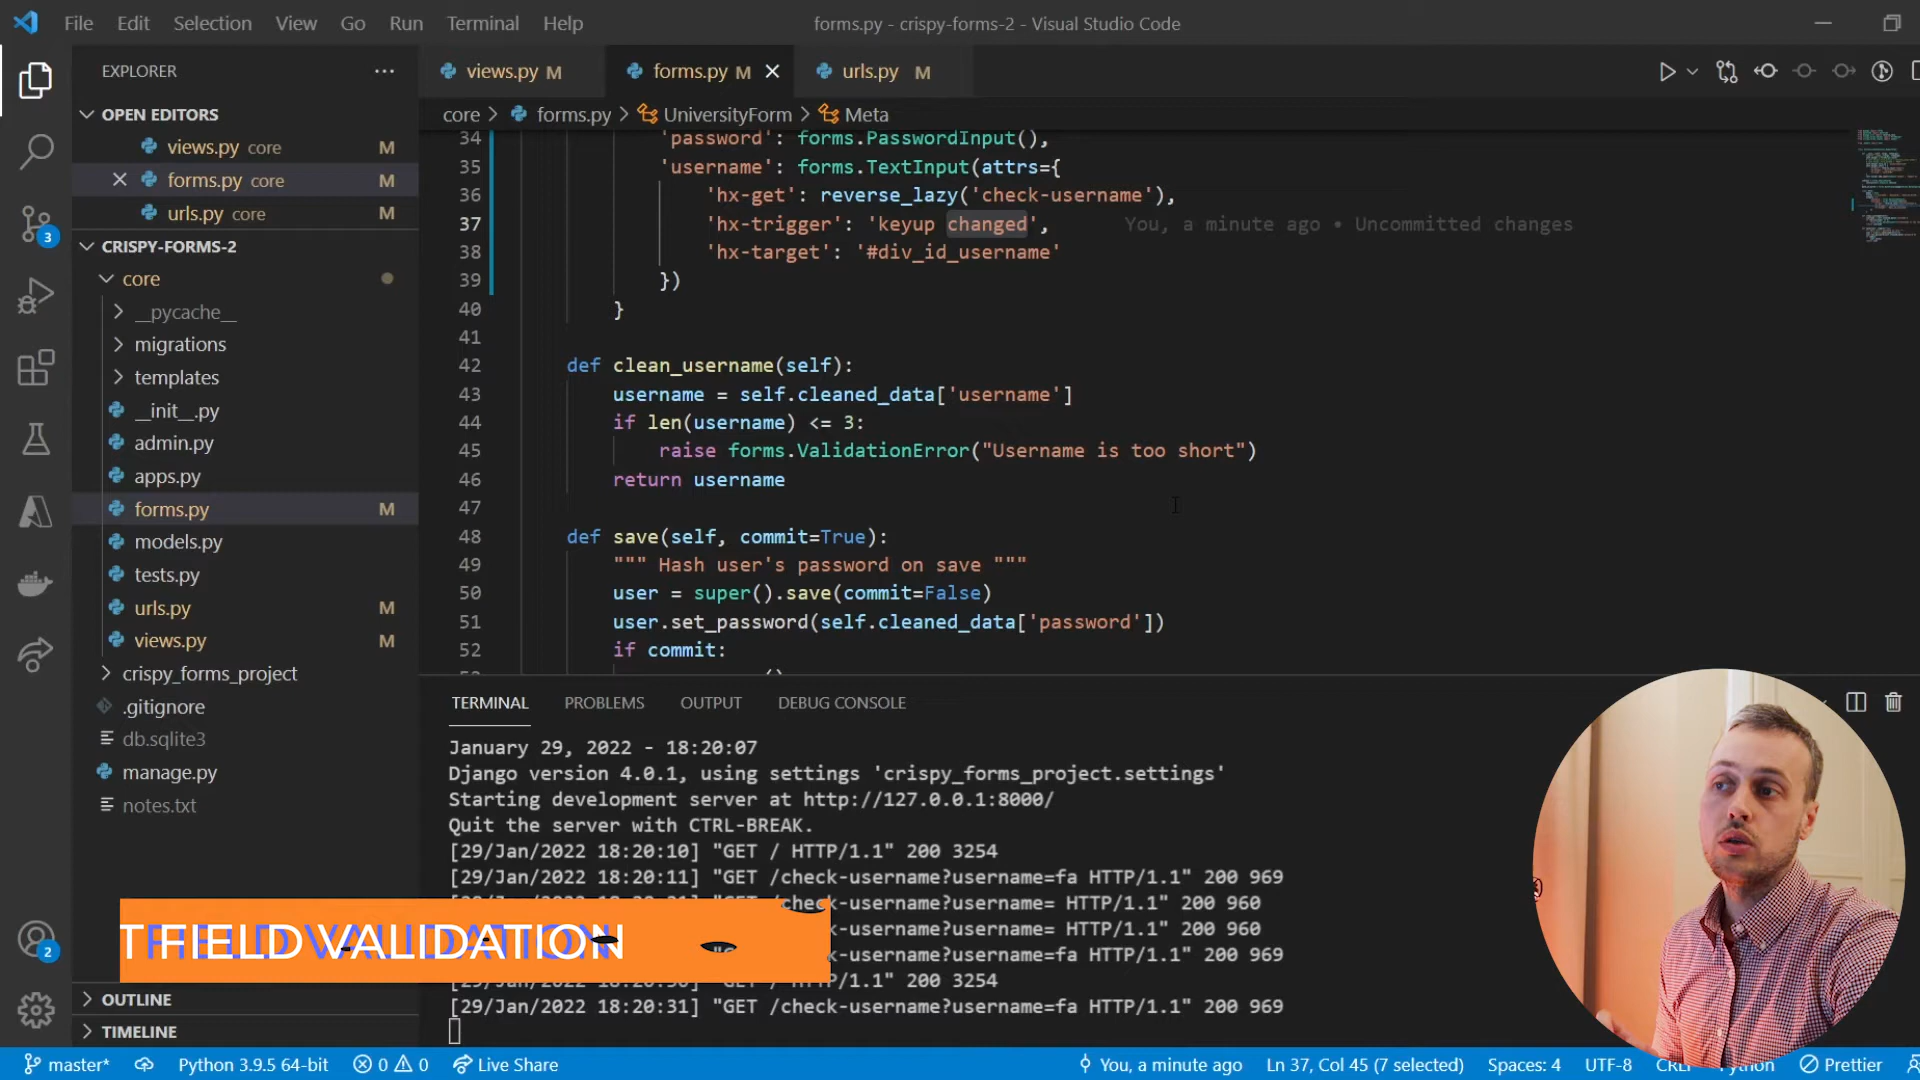 File Edit Selection View Go Run Terminal Help
forms.py - crispy-forms-2 - Visual Studio Code
EXPLORER
views.py M
forms.py M
urls.py M
OPEN EDITORS
views.py core M
forms.py core M
urls.py core M
CRISPY-FORMS-2
core
__pycache__
migrations
templates
__init__.py
admin.py
apps.py
forms.py M
models.py
tests.py
urls.py M
views.py M
crispy_forms_project
.gitignore
db.sqlite3
manage.py
notes.txt
OUTLINE
TIMELINE
3
2
core > forms.py > UniversityForm > Meta
34 'password': forms.PasswordInput(),
35 'username': forms.TextInput(attrs={
36 'hx-get': reverse_lazy('check-username'),
37 'hx-trigger': 'keyup changed', You, a minute ago • Uncommitted changes
38 'hx-target': '#div_id_username'
39 })
40 }
41
42 def clean_username(self):
43 username = self.cleaned_data['username']
44 if len(username) <= 3:
45 raise forms.ValidationError("Username is too short")
46 return username
47
48 def save(self, commit=True):
49 """ Hash user's password on save """
50 user = super().save(commit=False)
51 user.set_password(self.cleaned_data['password'])
52 if commit:
TERMINAL PROBLEMS OUTPUT DEBUG CONSOLE
January 29, 2022 - 18:20:07
Django version 4.0.1, using settings 'crispy_forms_project.settings'
Starting development server at http://127.0.0.1:8000/
Quit the server with CTRL-BREAK.
[29/Jan/2022 18:20:10] "GET / HTTP/1.1" 200 3254
[29/Jan/2022 18:20:11] "GET /check-username?username=fa HTTP/1.1" 200 969
check-username?username= HTTP/1.1" 200 960
check-username?username= HTTP/1.1" 200 960
check-username?username=fa HTTP/1.1" 200 969
HTTP/1.1" 200 3254
[29/Jan/2022 18:20:31] "GET /check-username?username=fa HTTP/1.1" 200 969
T FIELD VALIDATION
master* Python 3.9.5 64-bit 0 0 Live Share You, a minute ago Ln 37, Col 45 (7 selected) Spaces: 4 UTF-8 CRLF Python Prettier